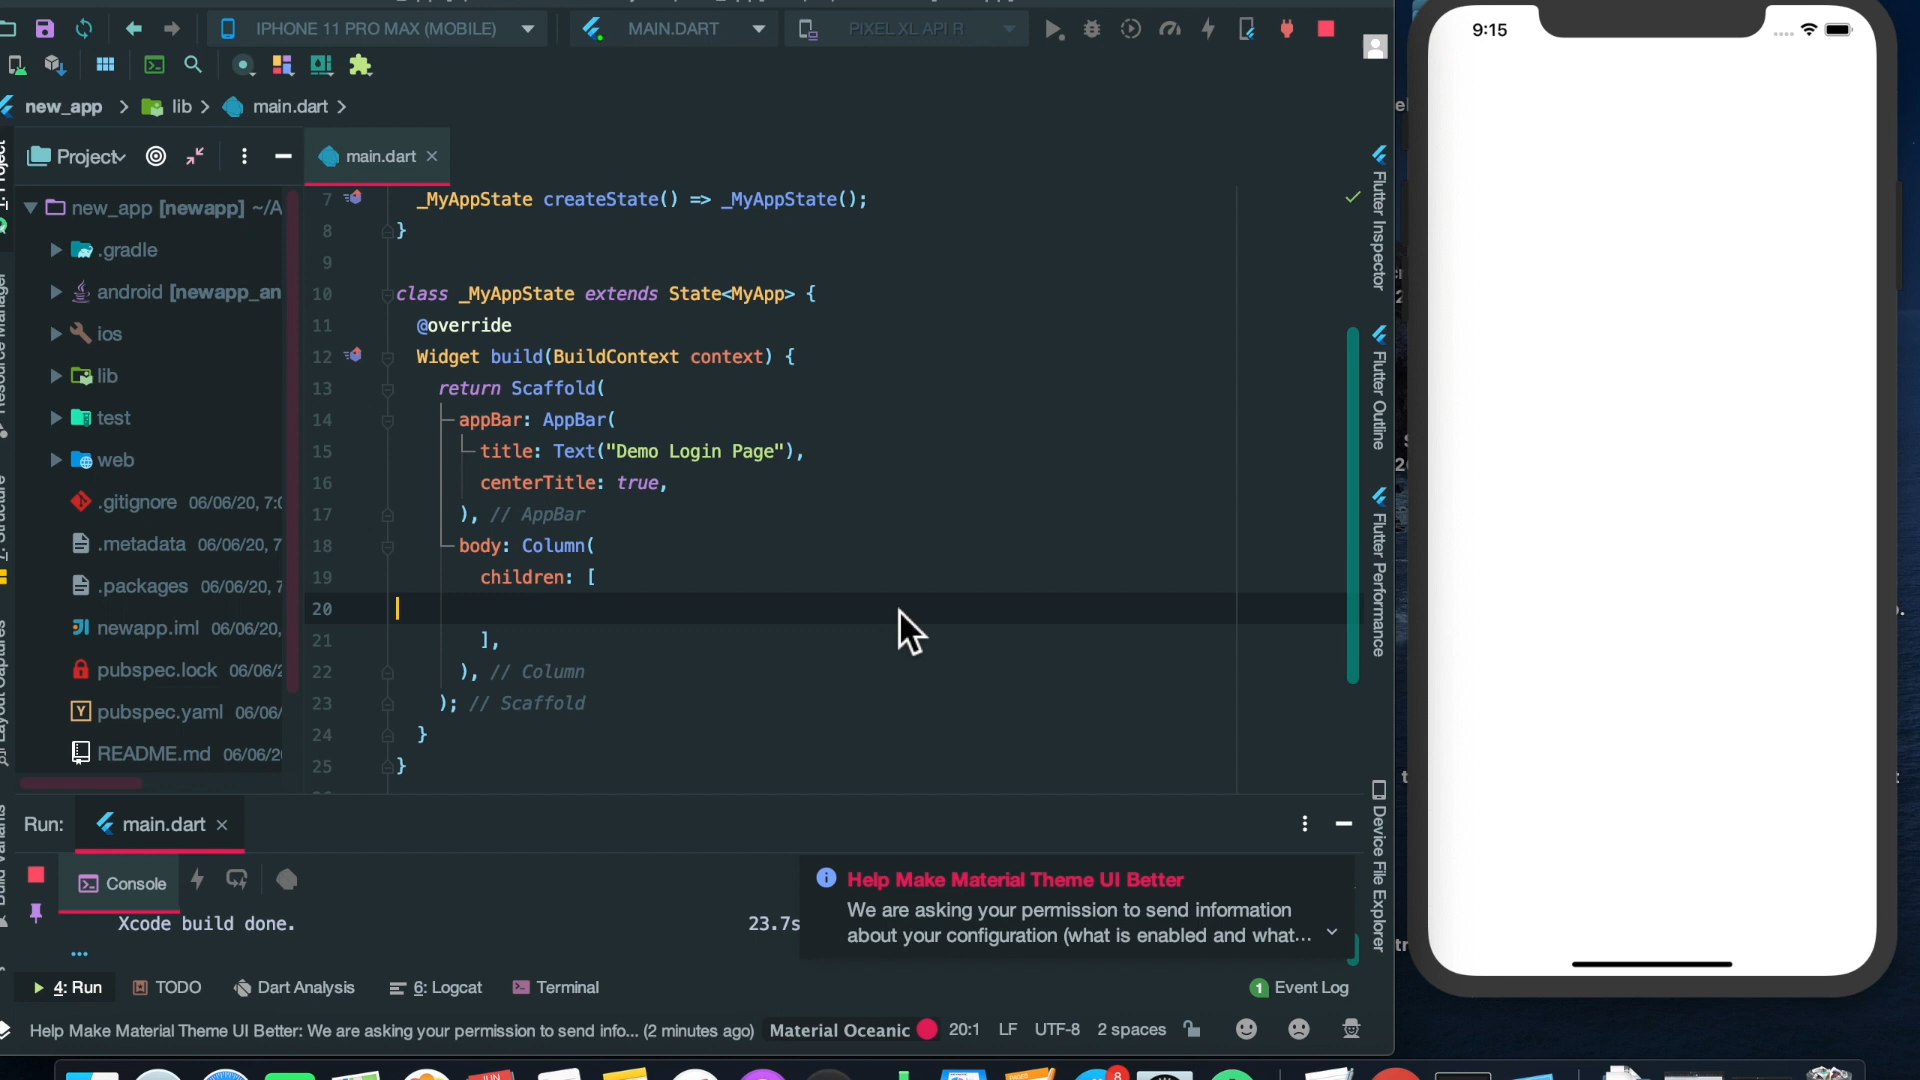 IPHONE 11 PRO MAX (MOBILE)
MAIN.DART
PIXEL XL API R
new_app
lib
main.dart
Project
main.dart
new_app [newapp] ~/A
.gradle
android [newapp_an
ios
lib
test
web
.gitignore 06/06/20, 7:0
.metadata 06/06/20, 7
.packages 06/06/20, 7
newapp.iml 06/06/20,
pubspec.lock 06/06/2
pubspec.yaml 06/06/
README.md 06/06/20
7 _MyAppState createState() => _MyAppState();
8 }
9
10 class _MyAppState extends State<MyApp> {
11 @override
12 Widget build(BuildContext context) {
13 return Scaffold(
14 appBar: AppBar(
15 title: Text("Demo Login Page"),
16 centerTitle: true,
17 ), // AppBar
18 body: Column(
19 children: [
20
21 ],
22 ), // Column
23 ); // Scaffold
24 }
25 }
Flutter Inspector
Flutter Outline
Flutter Performance
Device File Explorer
Run:
main.dart
Console
Xcode build done. 23.7s
...
Help Make Material Theme UI Better
We are asking your permission to send information
about your configuration (what is enabled and what...
4: Run
TODO
Dart Analysis
6: Logcat
Terminal
1 Event Log
Help Make Material Theme UI Better: We are asking your permission to send info... (2 minutes ago)
Material Oceanic
20:1
LF
UTF-8
2 spaces
9:15
JUN
8